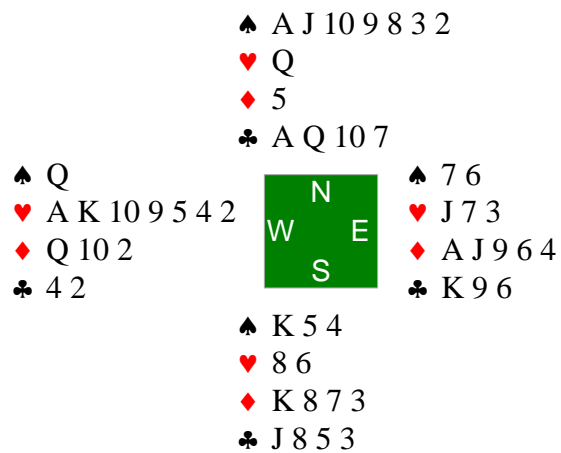 ♠ A J 10 9 8 3 2
♥ Q
♦ 5
♣ A Q 10 7
♠ Q
♥ A K 10 9 5 4 2
♦ Q 10 2
♣ 4 2
N
W E
S
♠ 7 6
♥ J 7 3
♦ A J 9 6 4
♣ K 9 6
♠ K 5 4
♥ 8 6
♦ K 8 7 3
♣ J 8 5 3